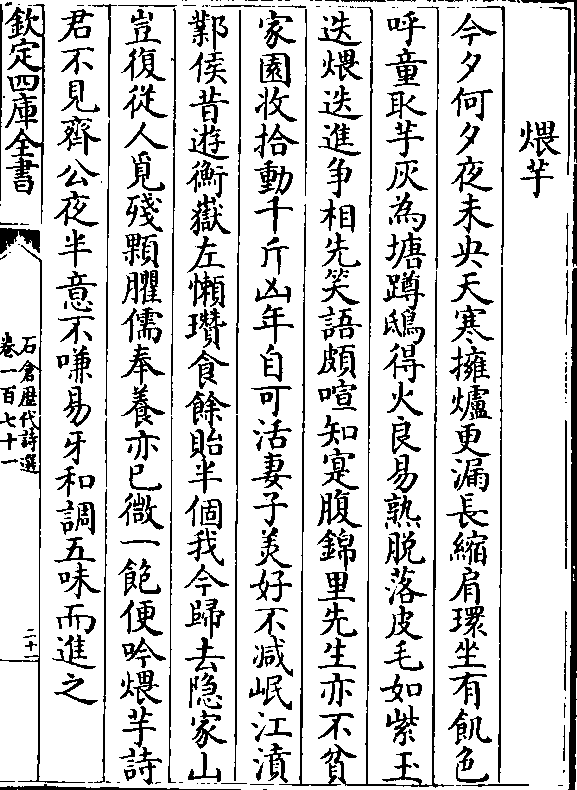 煨芋
今夕何夕夜未央天寒擁爐更漏長縮肩環坐有飢色
呼童取芋灰為塘蹲鴟得火良易熟脱落皮毛如紫玉
迭煨迭進争相先笑語頗喧知寔腹錦里先生亦不貧
家園收拾動千斤凶年自可活妻子美好不減岷江濆
鄴侯昔遊衡嶽左懶瓚食餘貽半個我今歸去隐家山
豈復從人覓殘顆臞儒奉養亦已微一飽便吟煨芋詩
君不見齊公夜半意不嗛易牙和調五味而進之
欽定四庫全書
石倉歴代詩選
卷一百七十一
二十一